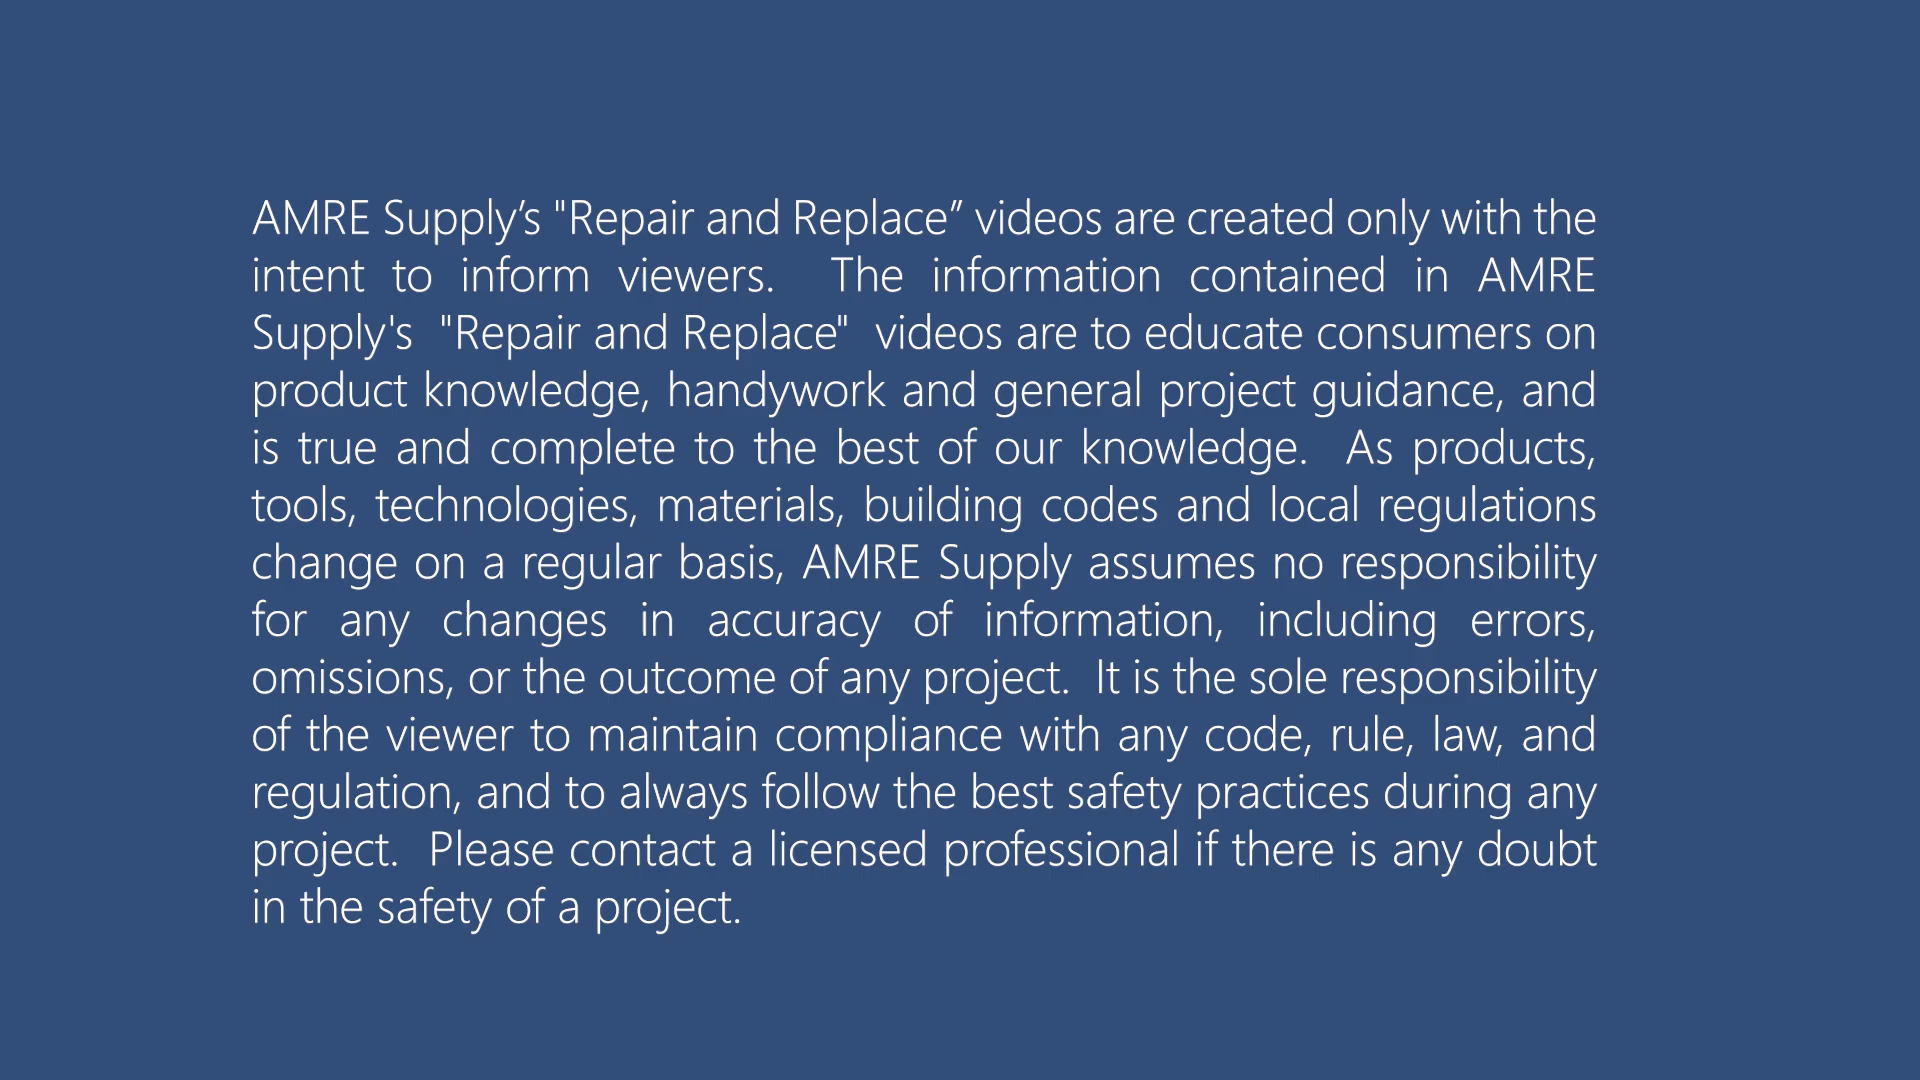 AMRE Supply’s "Repair and Replace” videos are created only with the
intent to inform viewers.  The information contained in AMRE
Supply's  "Repair and Replace"  videos are to educate consumers on
product knowledge, handywork and general project guidance, and
is true and complete to the best of our knowledge.  As products,
tools, technologies, materials, building codes and local regulations
change on a regular basis, AMRE Supply assumes no responsibility
for any changes in accuracy of information, including errors,
omissions, or the outcome of any project.  It is the sole responsibility
of the viewer to maintain compliance with any code, rule, law, and
regulation, and to always follow the best safety practices during any
project.  Please contact a licensed professional if there is any doubt
in the safety of a project.